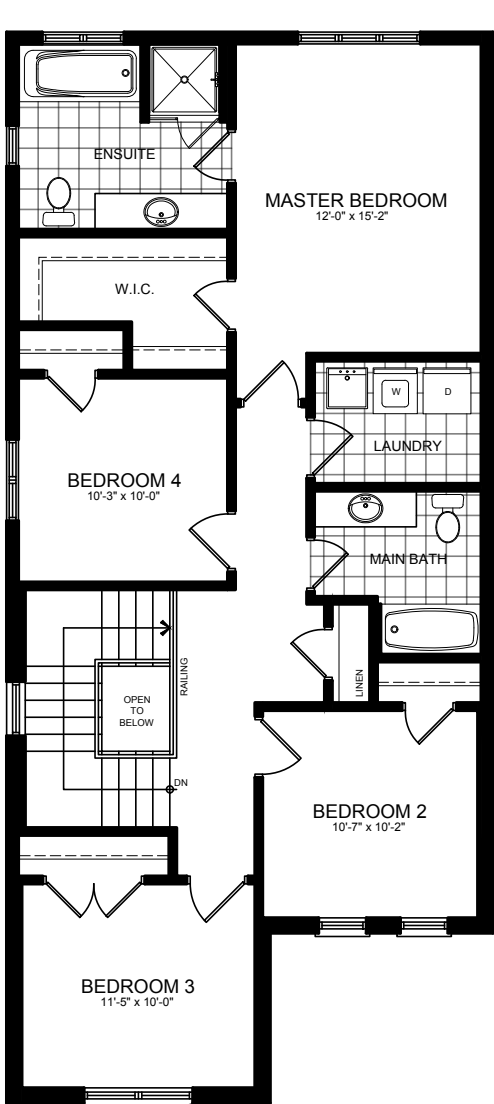 ENSUITE
MASTER BEDROOM
12'-0" x 15'-2"
W.I.C.
W
D
LAUNDRY
BEDROOM 4
10'-3" x 10'-0"
MAIN BATH
RAILING
LINEN
OPEN
TO
BELOW
DN
BEDROOM 2
10'-7" x 10'-2"
BEDROOM 3
11'-5" x 10'-0"